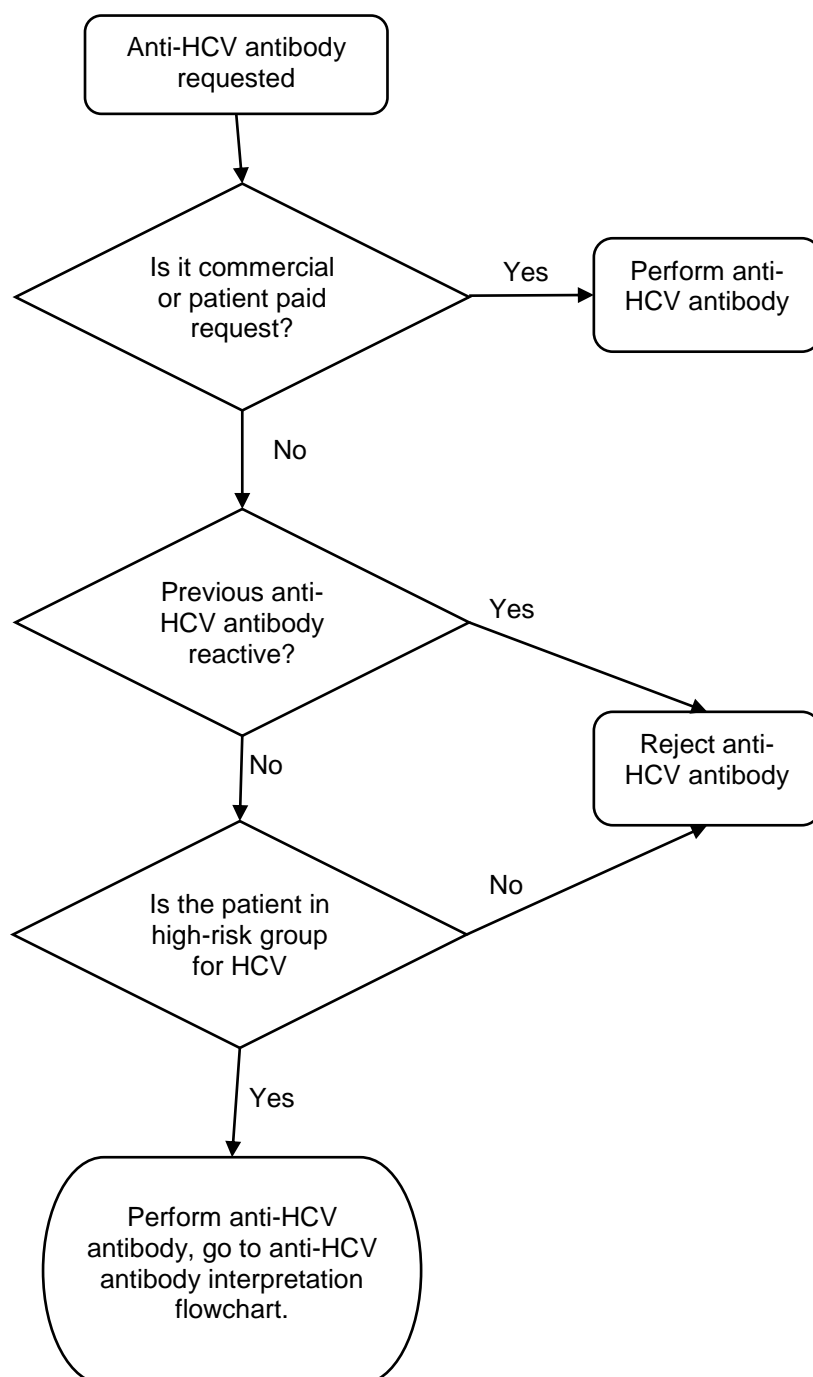 Anti-HCV antibody
requested
Is it commercial
or patient paid
request?
Yes
Perform anti-
HCV antibody
No
Previous anti-
HCV antibody
reactive?
Yes
Reject anti-
HCV antibody
No
Is the patient in
high-risk group
for HCV
No
Yes
Perform anti-HCV
antibody, go to anti-HCV
antibody interpretation
flowchart.